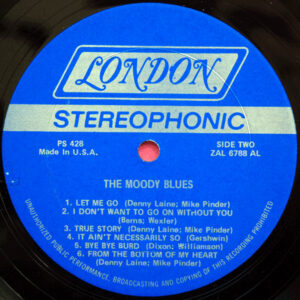 LONDON
STEREOPHONIC
PS 428
Made in U.S.A.
SIDE TWO
ZAL 6788 AL
THE MOODY BLUES
1. LET ME GO (Denny Laine; Mike Pinder)
2. I DON'T WANT TO GO ON WITHOUT YOU
(Berns; Wexler)
3. TRUE STORY (Denny Laine; Mike Pinder)
4. IT AIN'T NECESSARILY SO (Gershwin)
5. BYE BYE BURD (Dixon; Williamson)
6. FROM THE BOTTOM OF MY HEART
(Denny Laine; Mike Pinder)
UNAUTHORIZED PUBLIC PERFORMANCE, BROADCASTING AND COPYING OF THIS RECORDING PROHIBITED